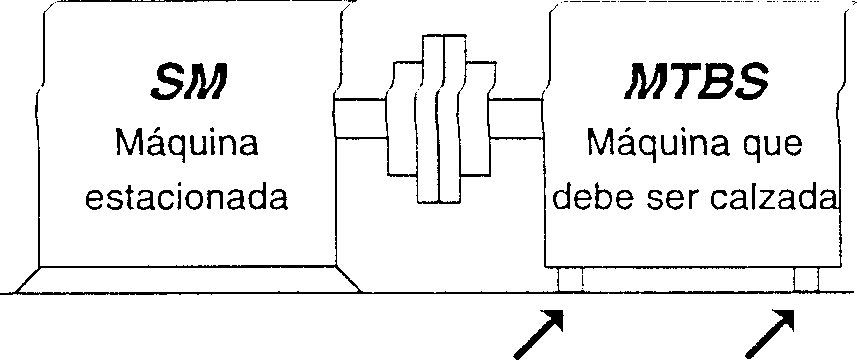 SM
Máquina
estacionada
MTBS
Máquina que
debe ser calzada